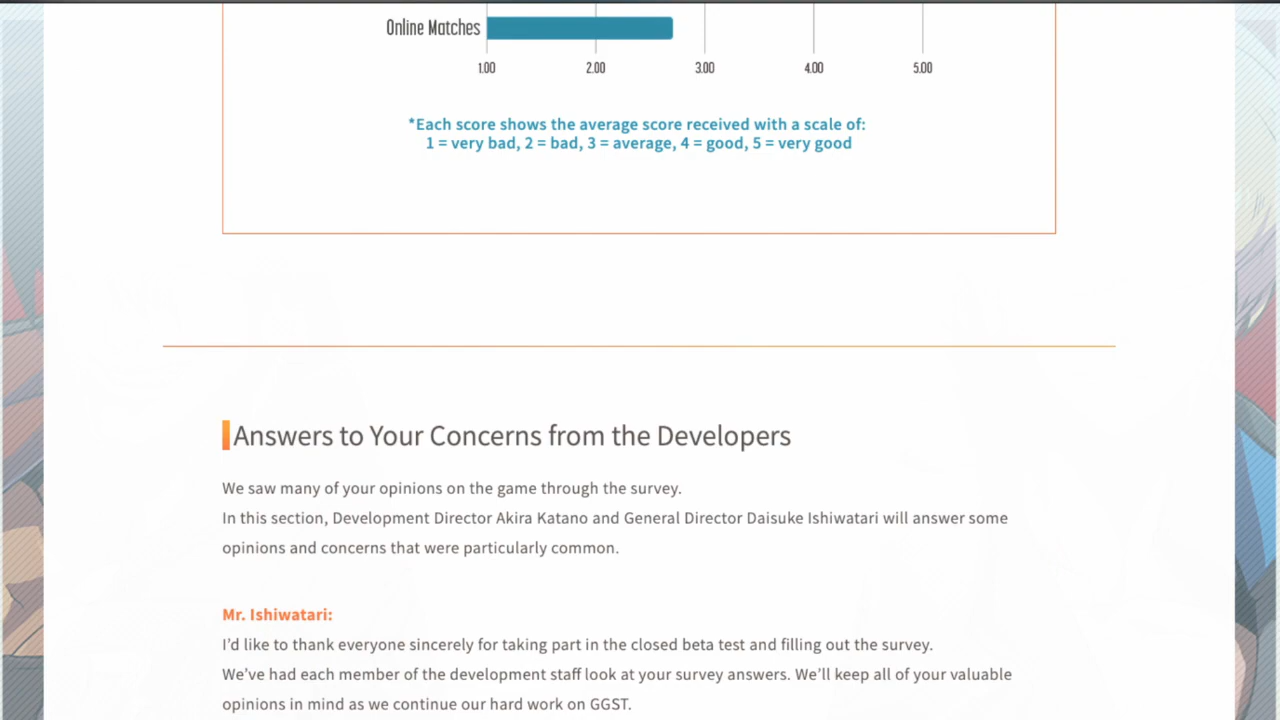 Online Matches
1.00 2.00 3.00 4.00 5.00
*Each score shows the average score received with a scale of:
1 = very bad, 2 = bad, 3 = average, 4 = good, 5 = very good
Answers to Your Concerns from the Developers
We saw many of your opinions on the game through the survey.
In this section, Development Director Akira Katano and General Director Daisuke Ishiwatari will answer some
opinions and concerns that were particularly common.
Mr. Ishiwatari:
I’d like to thank everyone sincerely for taking part in the closed beta test and filling out the survey.
We’ve had each member of the development staff look at your survey answers. We’ll keep all of your valuable
opinions in mind as we continue our hard work on GGST.